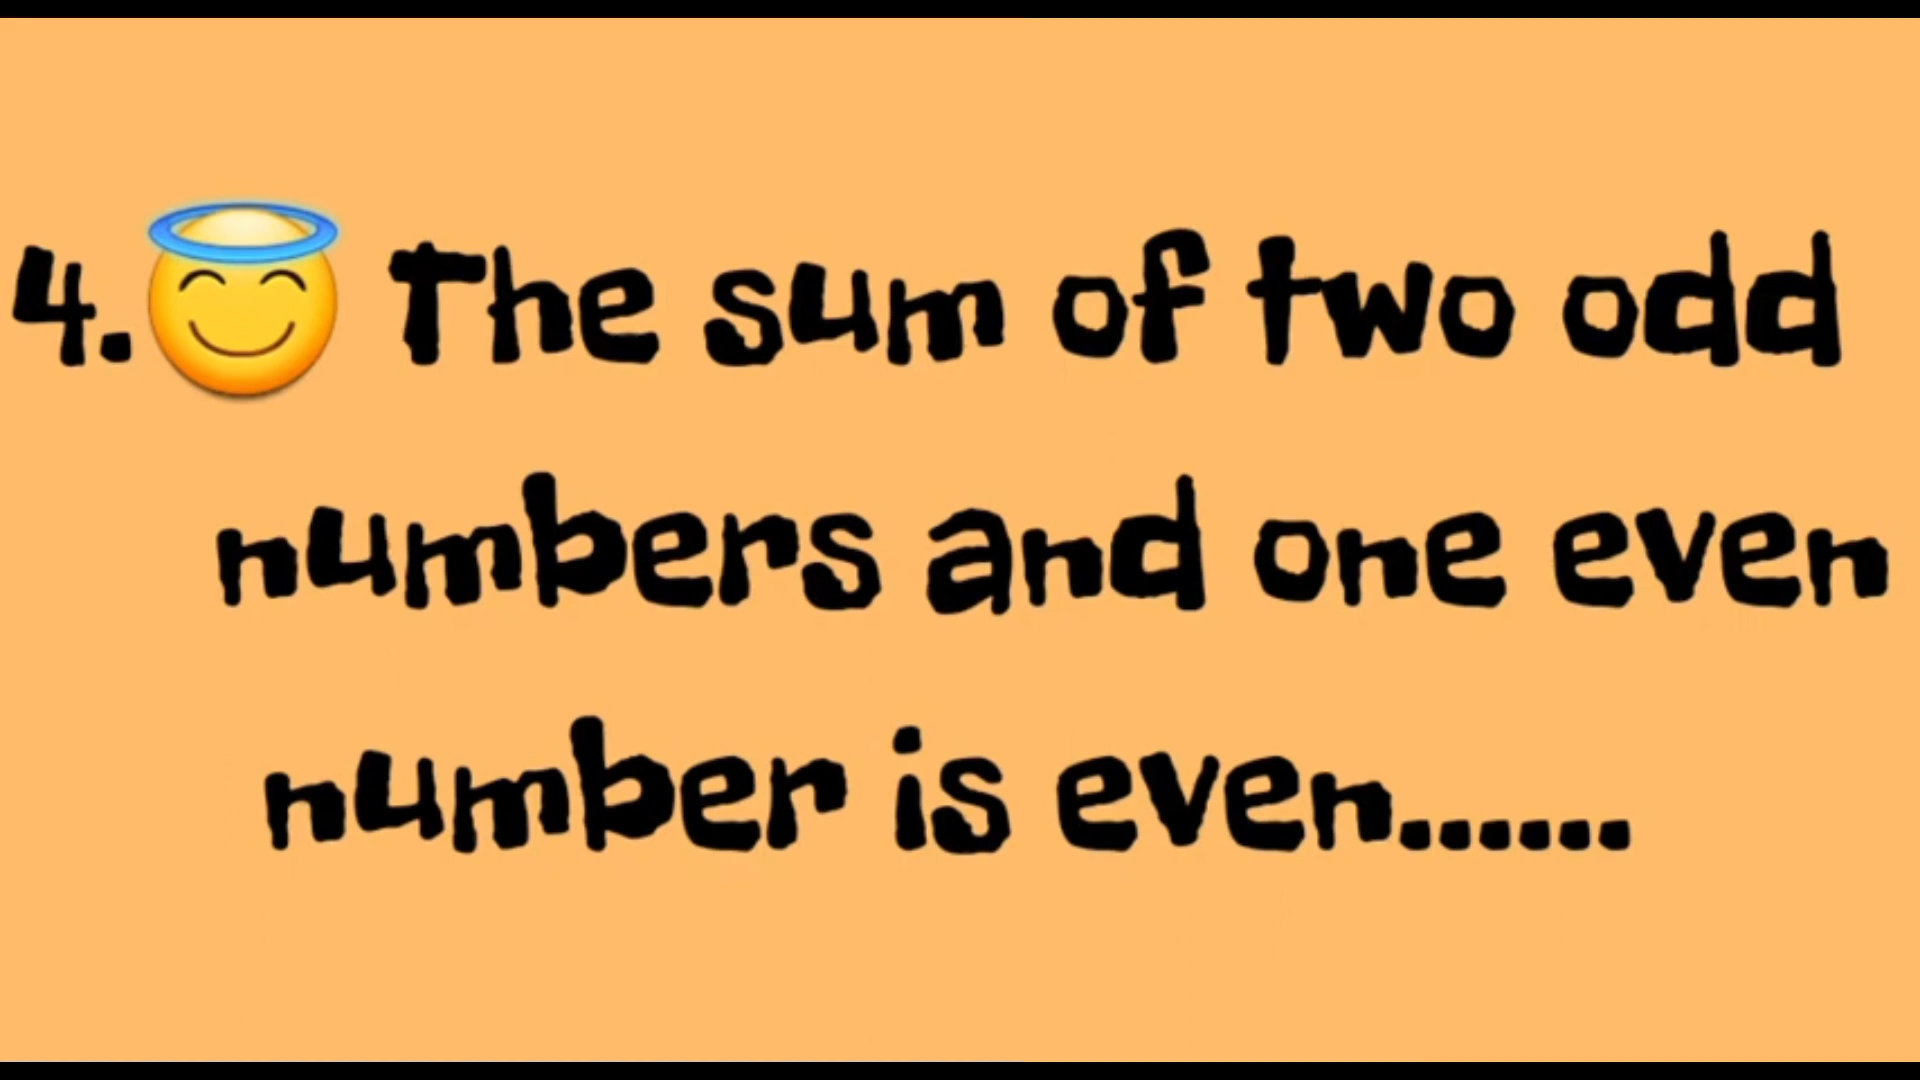 4.😇 The sum of two odd
numbers and one even
number is even......